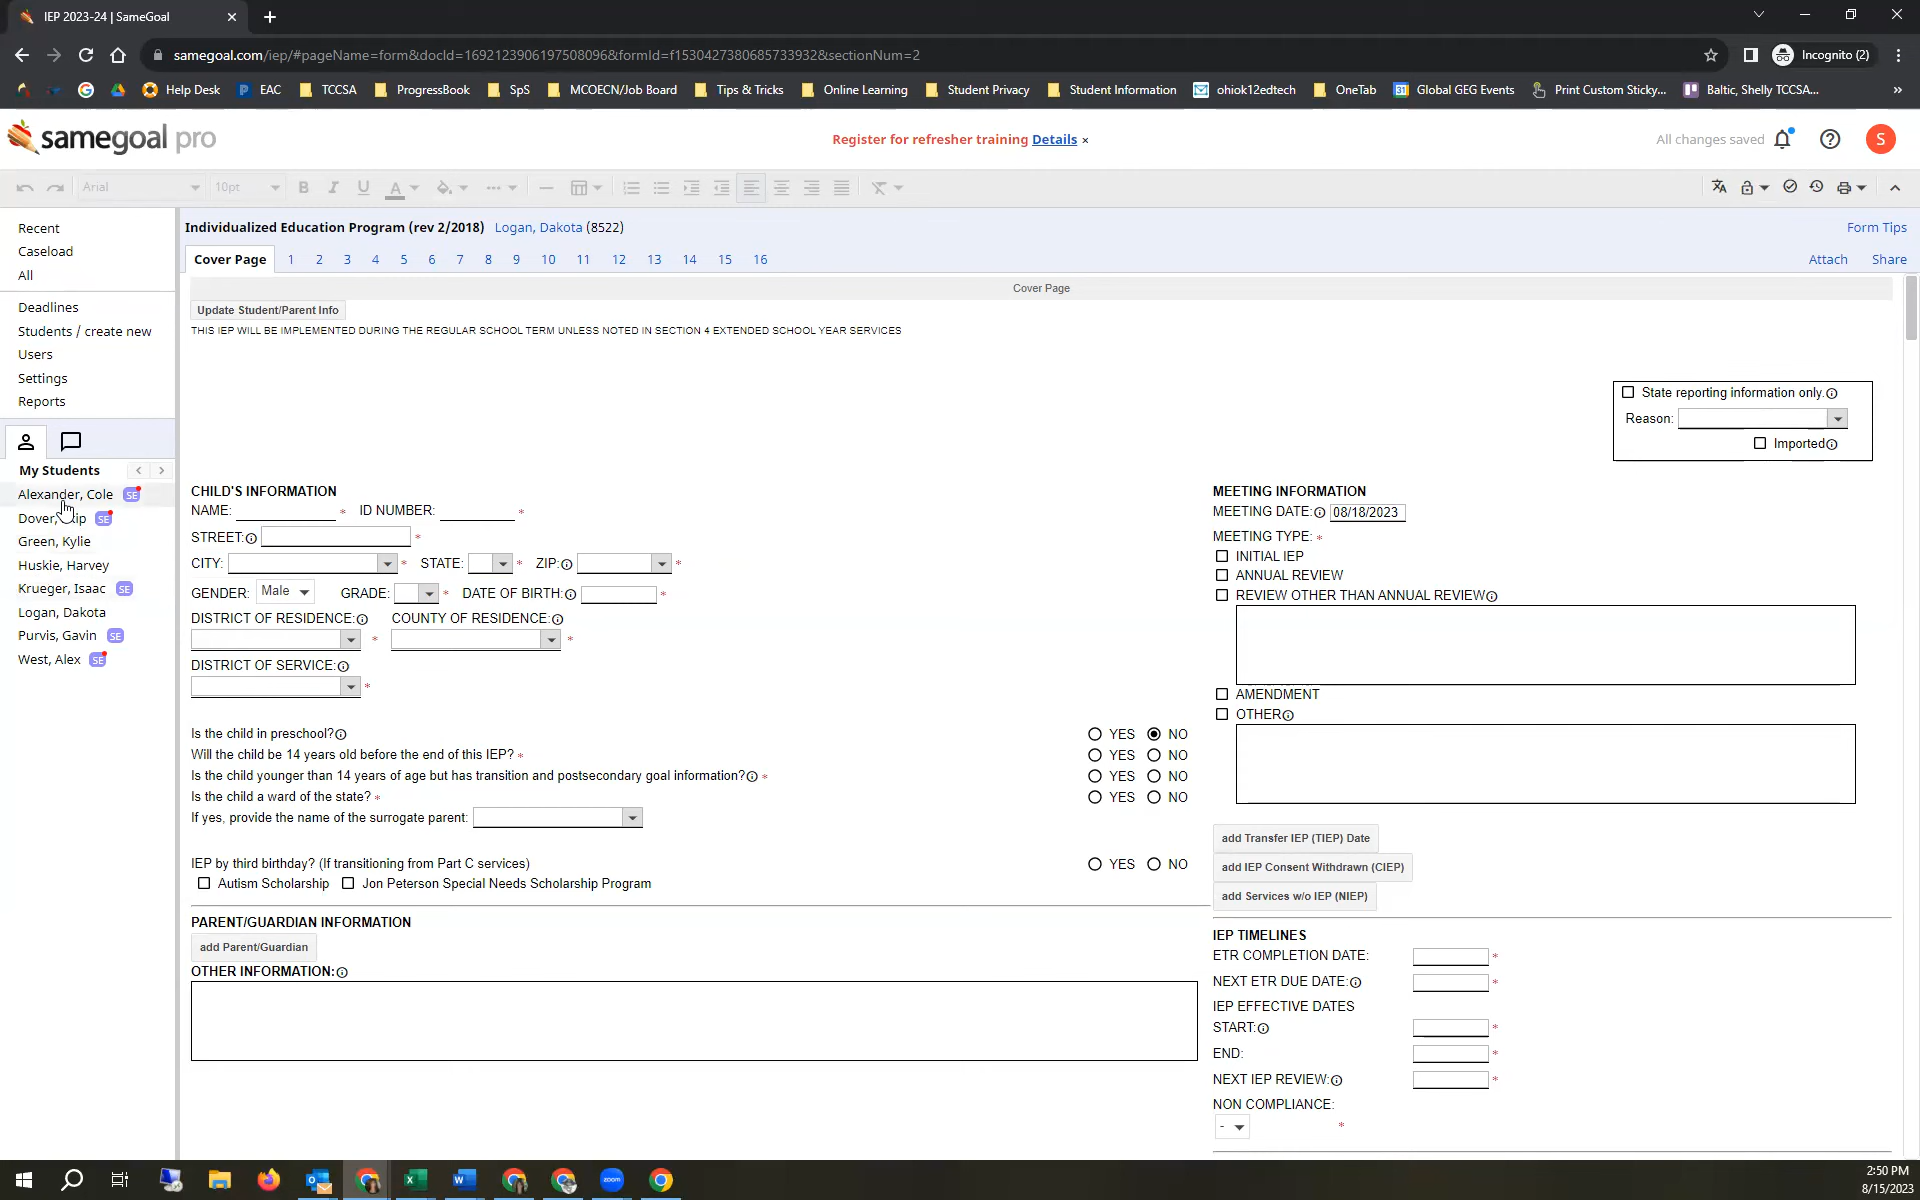 IEP 2023-24 | SameGoal
samegoal.com/iep/#pageName=form&docId=1692123906197508096&formId=f1530427380685733932&sectionNum=2
Incognito (2)
Help Desk EAC TCCSA ProgressBook SpS MCOECN/Job Board Tips & Tricks Online Learning Student Privacy Student Information ohiok12edtech OneTab Global GEG Events Print Custom Sticky... Baltic, Shelly TCCSA... »
samegoal pro
Register for refresher training Details ×
All changes saved
S
Arial 10pt B I U A
Recent
Caseload
All
Deadlines
Students / create new
Users
Settings
Reports
My Students
Alexander, Cole SE
Dover, SE
Green, Kylie
Huskie, Harvey
Krueger, Isaac SE
Logan, Dakota
Purvis, Gavin SE
West, Alex SE
Individualized Education Program (rev 2/2018) Logan, Dakota (8522)
Form Tips
Cover Page 1 2 3 4 5 6 7 8 9 10 11 12 13 14 15 16
Attach Share
Cover Page
Update Student/Parent Info
THIS IEP WILL BE IMPLEMENTED DURING THE REGULAR SCHOOL TERM UNLESS NOTED IN SECTION 4 EXTENDED SCHOOL YEAR SERVICES
State reporting information only.
Reason:
Imported
CHILD'S INFORMATION
NAME: * ID NUMBER: *
STREET: *
CITY: * STATE: * ZIP: *
GENDER: Male GRADE: * DATE OF BIRTH: *
DISTRICT OF RESIDENCE: COUNTY OF RESIDENCE:
* *
DISTRICT OF SERVICE:
*
Is the child in preschool? YES NO
Will the child be 14 years old before the end of this IEP? * YES NO
Is the child younger than 14 years of age but has transition and postsecondary goal information? * YES NO
Is the child a ward of the state? * YES NO
If yes, provide the name of the surrogate parent:
IEP by third birthday? (If transitioning from Part C services) YES NO
Autism Scholarship Jon Peterson Special Needs Scholarship Program
PARENT/GUARDIAN INFORMATION
add Parent/Guardian
OTHER INFORMATION:
MEETING INFORMATION
MEETING DATE: 08/18/2023
MEETING TYPE: *
INITIAL IEP
ANNUAL REVIEW
REVIEW OTHER THAN ANNUAL REVIEW
AMENDMENT
OTHER
add Transfer IEP (TIEP) Date
add IEP Consent Withdrawn (CIEP)
add Services w/o IEP (NIEP)
IEP TIMELINES
ETR COMPLETION DATE: *
NEXT ETR DUE DATE: *
IEP EFFECTIVE DATES
START: *
END: *
NEXT IEP REVIEW: *
NON COMPLIANCE:
- *
2:50 PM
8/15/2023